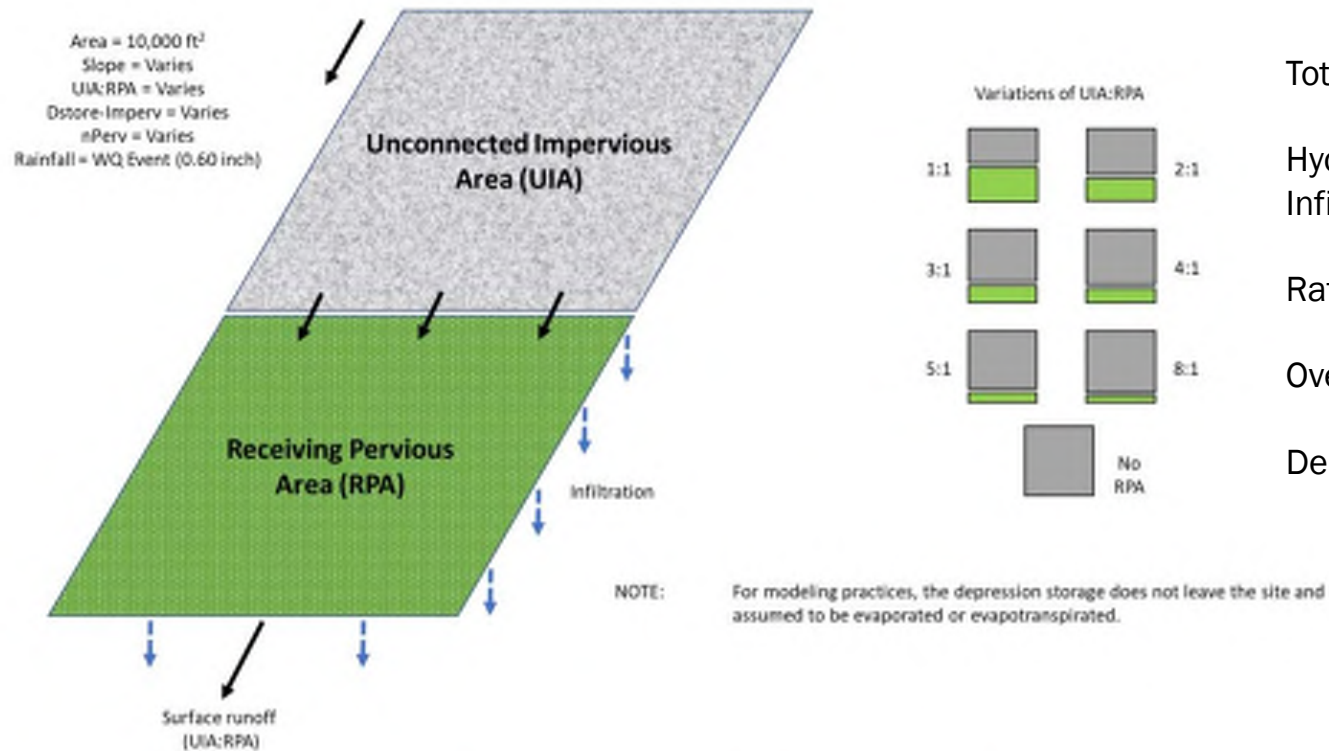 Area = 10,000 ft²
Slope = Varies
UIA:RPA = Varies
Dstore-Imperv = Varies
nPerv = Varies
Rainfall = WQ Event (0.60 inch)
Unconnected Impervious
Area (UIA)
Receiving Pervious
Area (RPA)
Infiltration
Surface runoff
(UIA:RPA)
Variations of UIA:RPA
1:1
2:1
3:1
4:1
5:1
8:1
No
RPA
NOTE: For modeling practices, the depression storage does not leave the site and
assumed to be evaporated or evapotranspirated.
Tot
Hyd
Infi
Rat
Ove
De